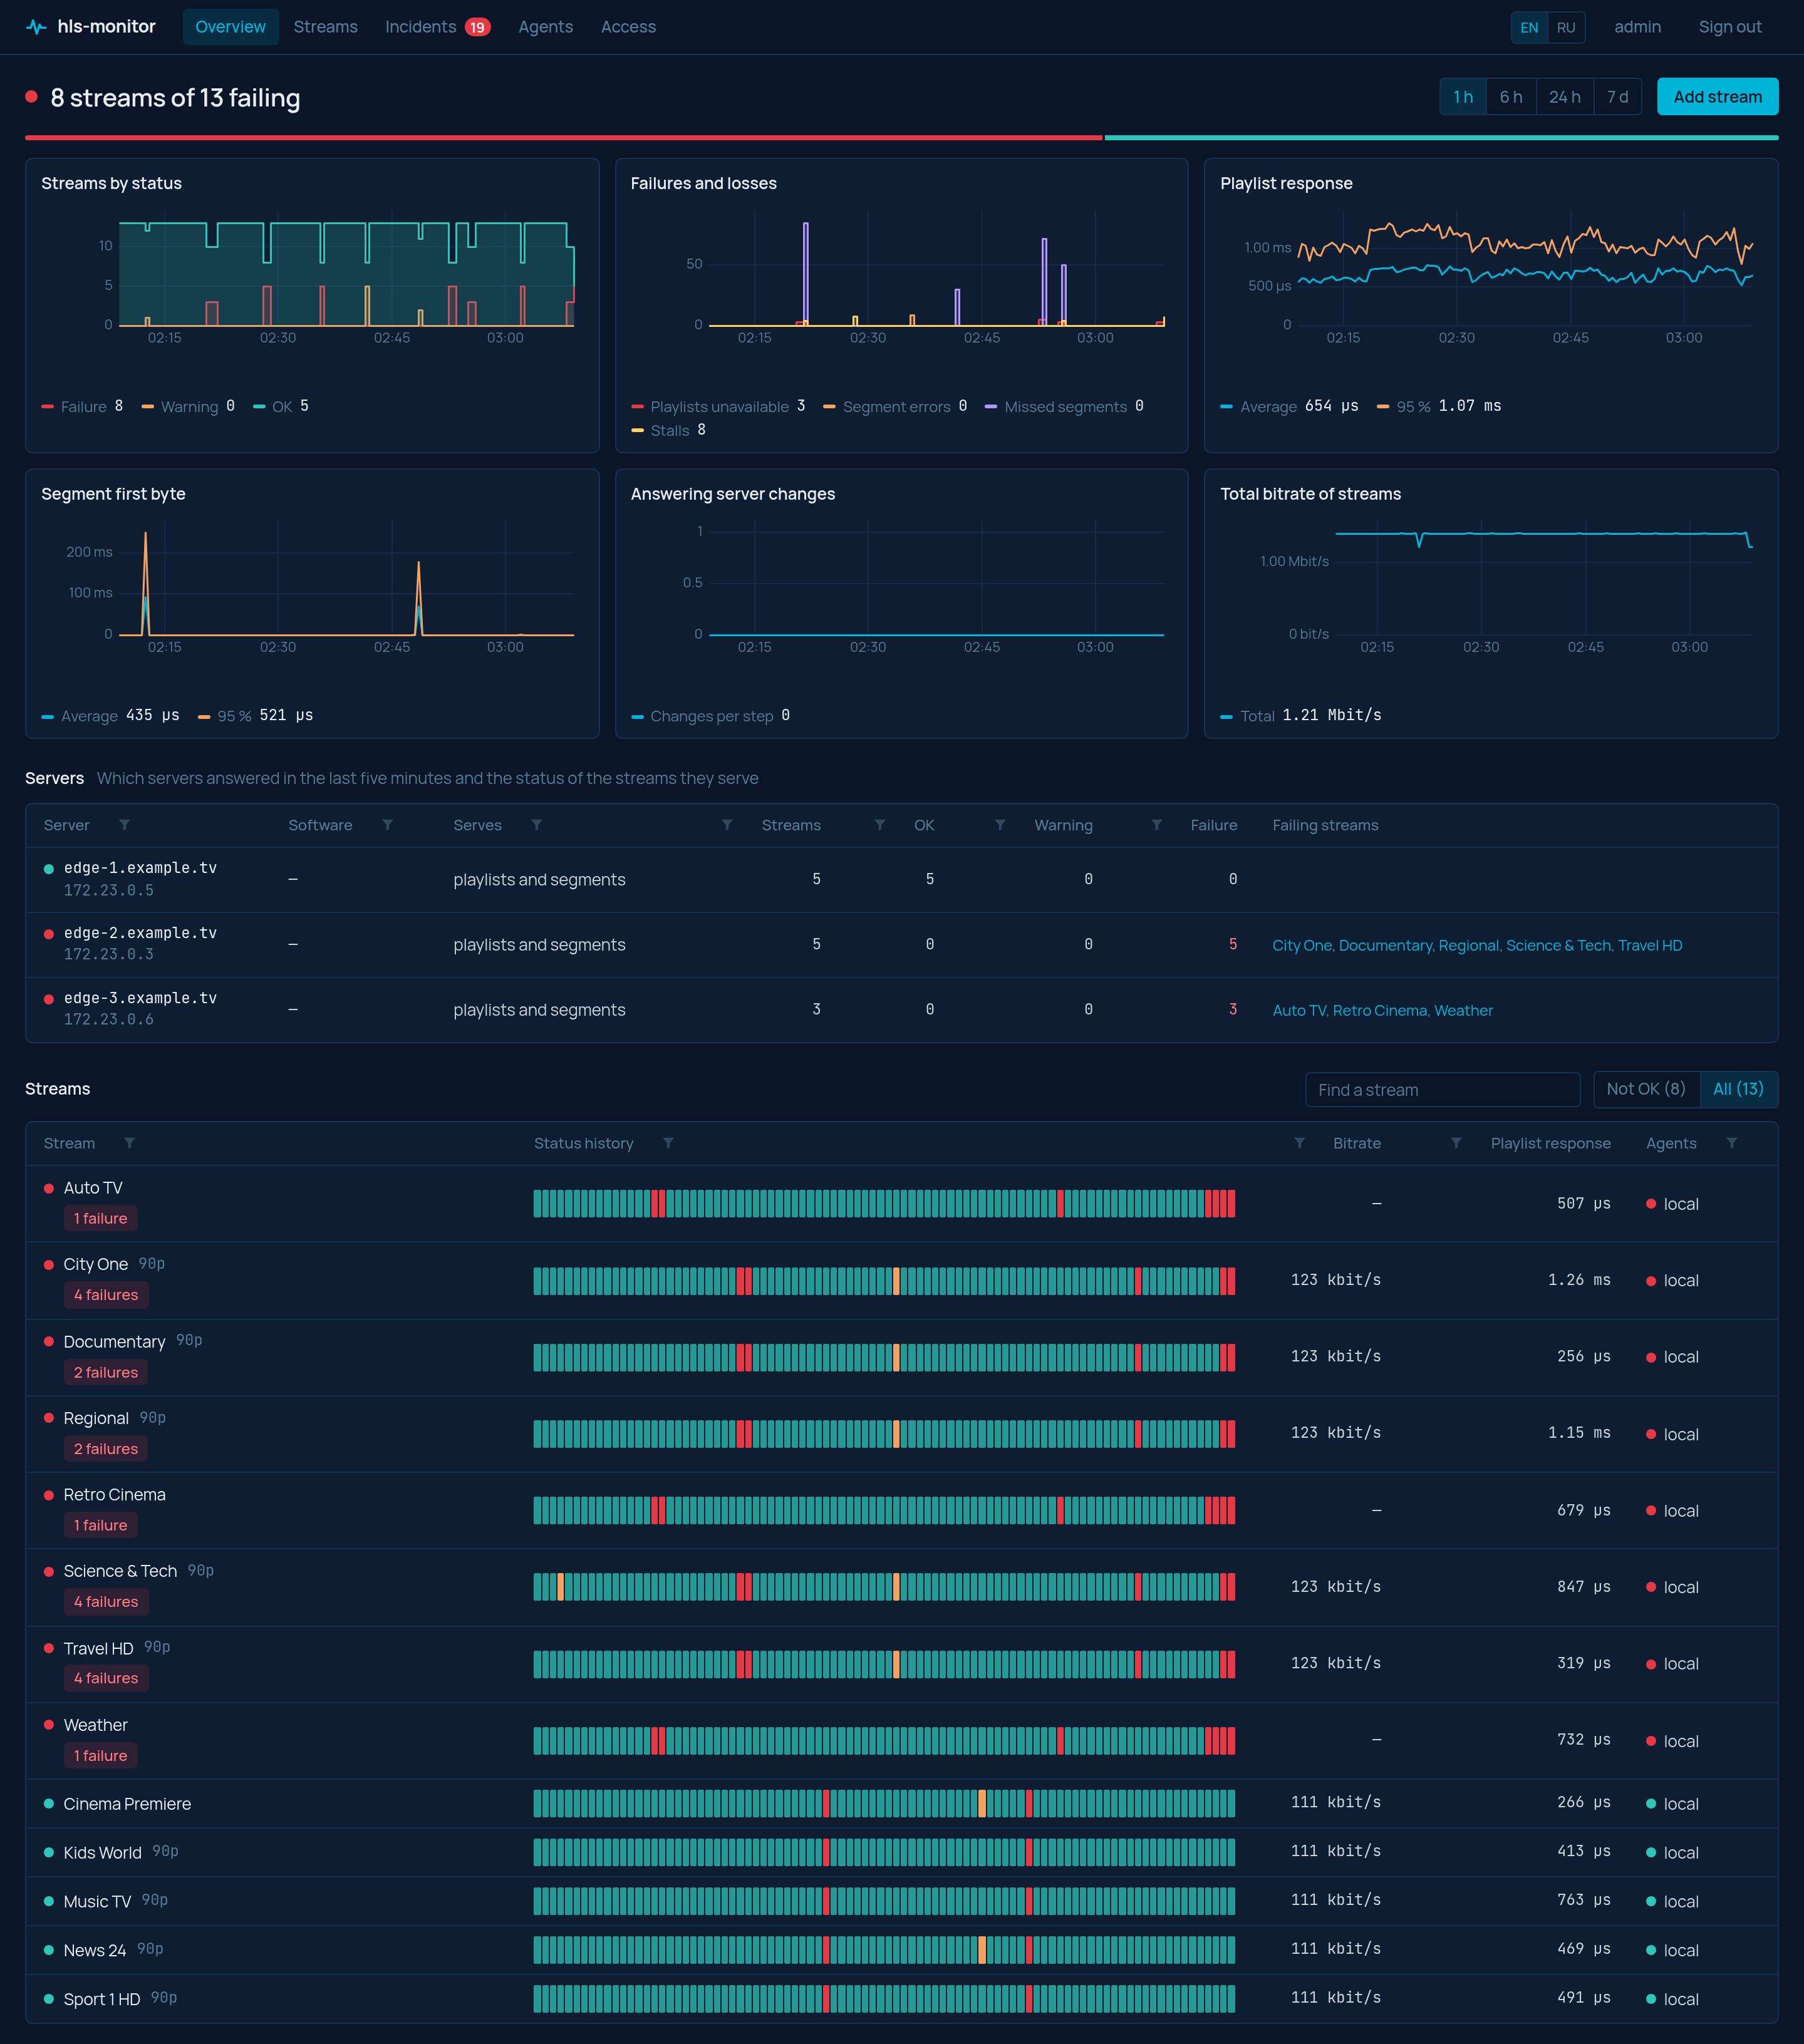 hls-monitor Overview Streams Incidents 19 Agents Access EN RU admin Sign out
8 streams of 13 failing 1 h 6 h 24 h 7 d Add stream
Streams by status
10
5
0
02:15 02:30 02:45 03:00
Failure 8 Warning 0 OK 5
Failures and losses
50
0
02:15 02:30 02:45 03:00
Playlists unavailable 3 Segment errors 0 Missed segments 0
Stalls 8
Playlist response
1.00 ms
500 µs
0
02:15 02:30 02:45 03:00
Average 654 µs 95 % 1.07 ms
Segment first byte
200 ms
100 ms
0
02:15 02:30 02:45 03:00
Average 435 µs 95 % 521 µs
Answering server changes
1
0.5
0
02:15 02:30 02:45 03:00
Changes per step 0
Total bitrate of streams
1.00 Mbit/s
0 bit/s
02:15 02:30 02:45 03:00
Total 1.21 Mbit/s
Servers Which servers answered in the last five minutes and the status of the streams they serve
Server Software Serves Streams OK Warning Failure Failing streams
edge-1.example.tv
172.23.0.5
— playlists and segments 5 5 0 0
edge-2.example.tv
172.23.0.3
— playlists and segments 5 0 0 5 City One, Documentary, Regional, Science & Tech, Travel HD
edge-3.example.tv
172.23.0.6
— playlists and segments 3 0 0 3 Auto TV, Retro Cinema, Weather
Streams Find a stream Not OK (8) All (13)
Stream Status history Bitrate Playlist response Agents
Auto TV
1 failure
— 507 µs local
City One 90p
4 failures
123 kbit/s 1.26 ms local
Documentary 90p
2 failures
123 kbit/s 256 µs local
Regional 90p
2 failures
123 kbit/s 1.15 ms local
Retro Cinema
1 failure
— 679 µs local
Science & Tech 90p
4 failures
123 kbit/s 847 µs local
Travel HD 90p
4 failures
123 kbit/s 319 µs local
Weather
1 failure
— 732 µs local
Cinema Premiere 111 kbit/s 266 µs local
Kids World 90p 111 kbit/s 413 µs local
Music TV 90p 111 kbit/s 763 µs local
News 24 90p 111 kbit/s 469 µs local
Sport 1 HD 90p 111 kbit/s 491 µs local